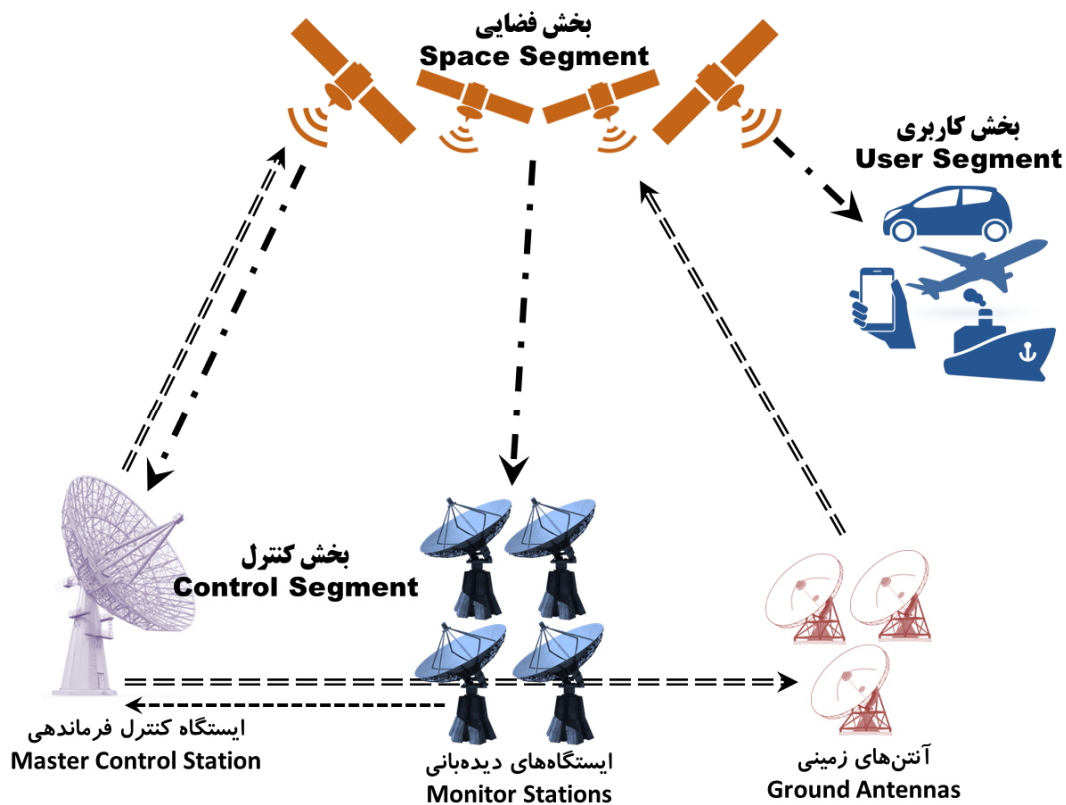 بخش فضایی
Space Segment
بخش کاربری
User Segment
بخش کنترل
Control Segment
ایستگاه کنترل فرماندهی
Master Control Station
ایستگاه‌های دیده‌بانی
Monitor Stations
آنتن‌های زمینی
Ground Antennas